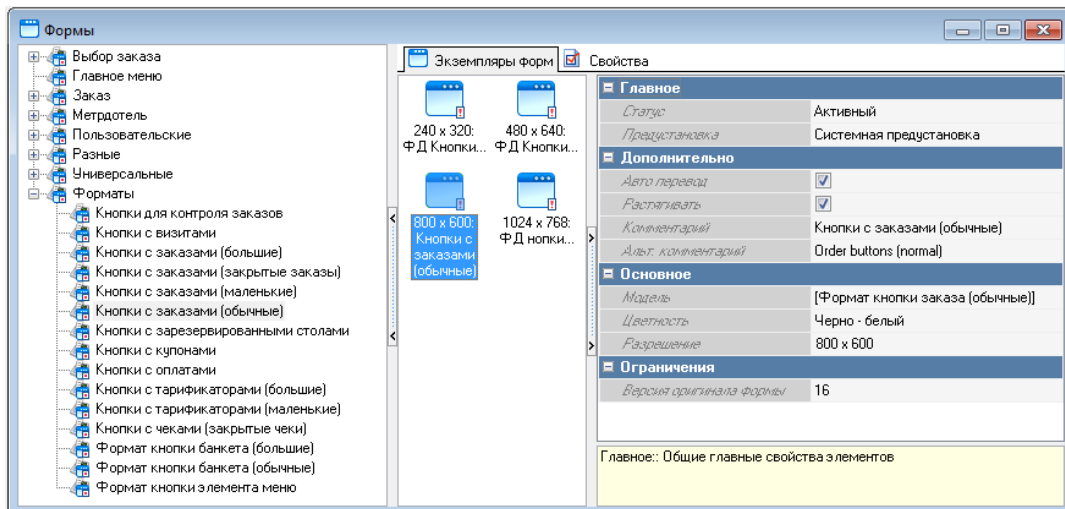 Формы
Выбор заказа
Главное меню
Заказ
Метрдотель
Пользовательские
Разные
Универсальные
Форматы
Кнопки для контроля заказов
Кнопки с визитами
Кнопки с заказами (большие)
Кнопки с заказами (закрытые заказы)
Кнопки с заказами (маленькие)
Кнопки с заказами (обычные)
Кнопки с зарезервированными столами
Кнопки с купонами
Кнопки с оплатами
Кнопки с тарификаторами (большие)
Кнопки с тарификаторами (маленькие)
Кнопки с чеками (закрытые чеки)
Формат кнопки банкета (большие)
Формат кнопки банкета (обычные)
Формат кнопки элемента меню
Экземпляры форм Свойства
240 x 320:
ФД Кнопки...
480 x 640:
ФД Кнопки...
800 x 600:
Кнопки с
заказами
(обычные)
1024 x 768:
ФД нопки...
Главное
Статус Активный
Предустановка Системная предустановка
Дополнительно
Авто перевод
Растягивать
Комментарий Кнопки с заказами (обычные)
Альт. комментарий Order buttons (normal)
Основное
Модель [Формат кнопки заказа (обычные)]
Цветность Черно - белый
Разрешение 800 x 600
Ограничения
Версия оригинала формы 16
Главное:: Общие главные свойства элементов